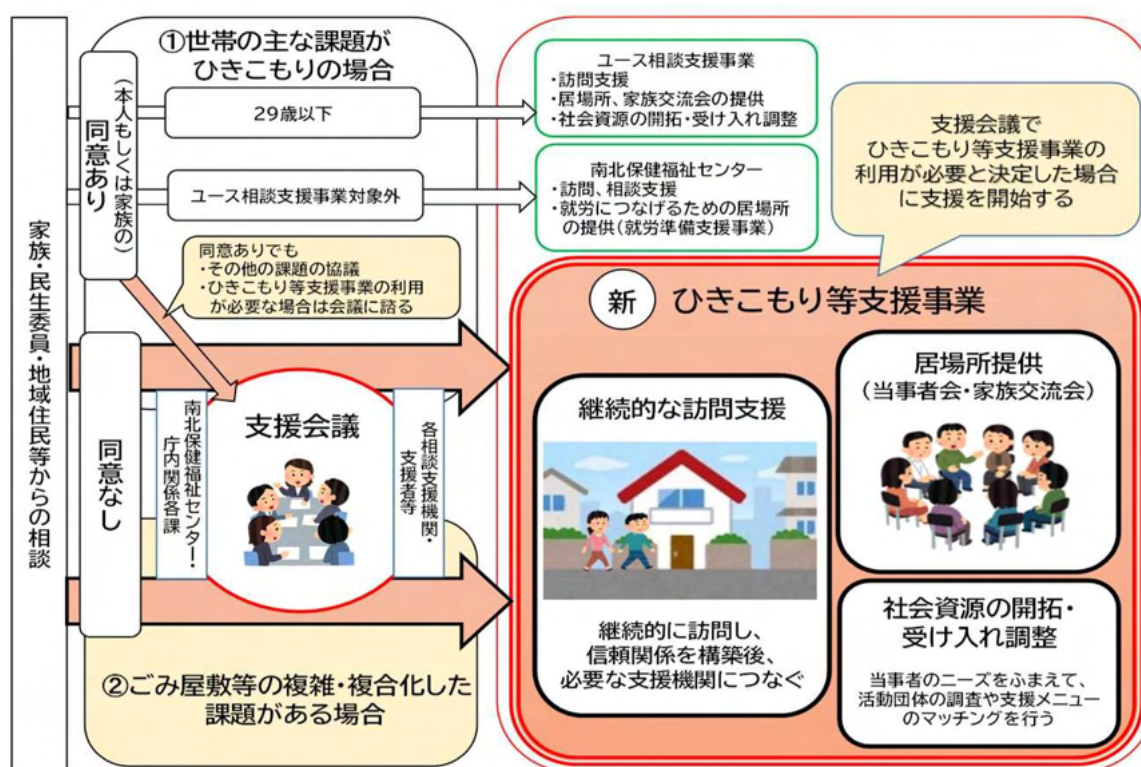 家族・民生委員・地域住民等からの相談
①世帯の主な課題が
ひきこもりの場合
同意あり
(本人もしくは家族の)
29歳以下
ユース相談支援事業対象外
ユース相談支援事業
・訪問支援
・居場所、家族交流会の提供
・社会資源の開拓・受け入れ調整
南北保健福祉センター
・訪問、相談支援
・就労につなげるための居場所
の提供(就労準備支援事業)
支援会議で
ひきこもり等支援事業の
利用が必要と決定した場合
に支援を開始する
同意ありでも
・その他の課題の協議
・ひきこもり等支援事業の利用
が必要な場合は会議に諮る
同意なし
南北保健福祉センター・
庁内関係各課
支援会議
各相談支援機関・
支援者等
②ごみ屋敷等の複雑・複合化した
課題がある場合
新 ひきこもり等支援事業
継続的な訪問支援
継続的に訪問し、
信頼関係を構築後、
必要な支援機関につなぐ
居場所提供
(当事者会・家族交流会)
社会資源の開拓・
受け入れ調整
当事者のニーズをふまえて、
活動団体の調査や支援メニュー
のマッチングを行う